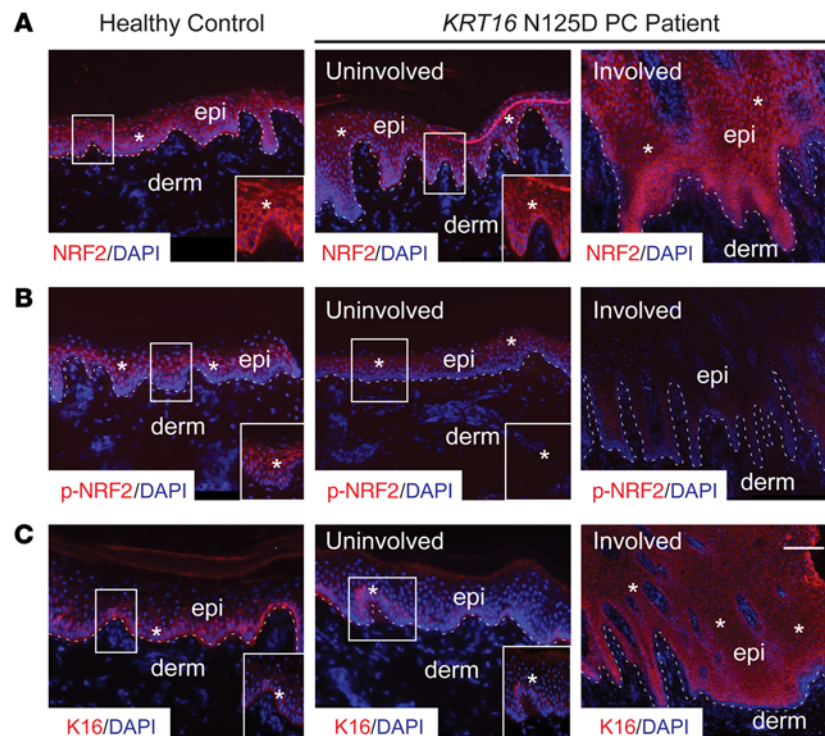 Healthy Control
KRT16 N125D PC Patient
A
Uninvolved
Involved
epi
*
derm
*
NRF2/DAPI
*
epi
*
derm
*
NRF2/DAPI
*
*
epi
derm
NRF2/DAPI
B
Uninvolved
Involved
*
*
epi
derm
*
p-NRF2/DAPI
*
*
epi
derm
*
p-NRF2/DAPI
epi
derm
p-NRF2/DAPI
C
Uninvolved
Involved
epi
*
derm
*
K16/DAPI
*
epi
derm
*
K16/DAPI
*
*
*
epi
derm
K16/DAPI